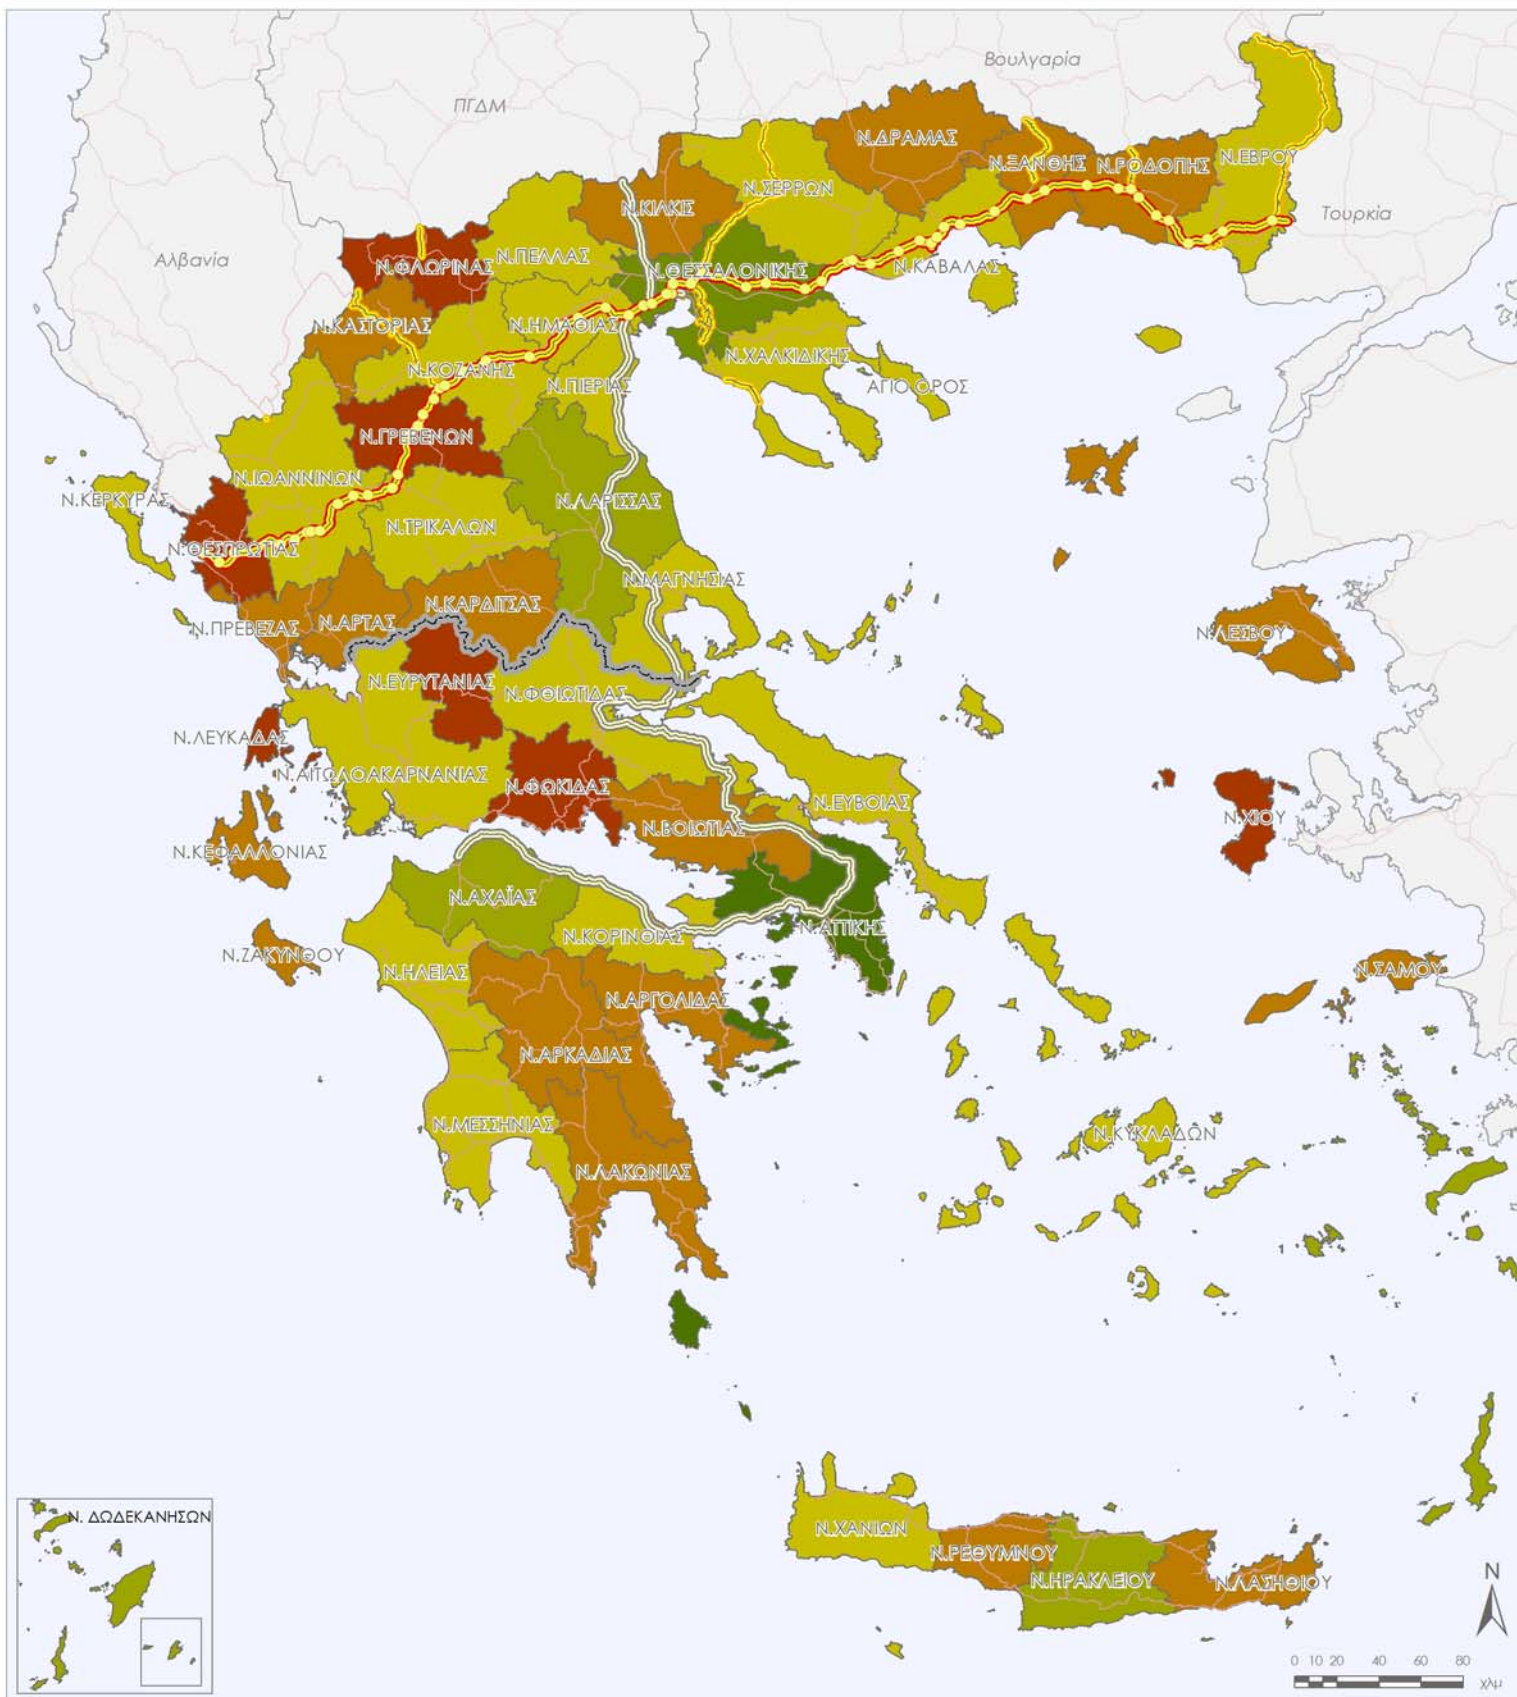 Βουλγαρία
ΠΓΔΜ
Ν.ΔΡΑΜΑΣ
Ν.ΞΑΝΘΗΣ
Ν.ΡΟΔΟΠΗΣ
Ν.ΕΒΡΟΥ
Ν.ΣΕΡΡΩΝ
Ν.ΚΙΛΚΙΣ
Τουρκία
Αλβανία
Ν.ΦΛΩΡΙΝΑΣ
Ν.ΠΕΛΛΑΣ
Ν.ΘΕΣΣΑΛΟΝΙΚΗΣ
Ν.ΚΑΒΑΛΑΣ
Ν.ΚΑΣΤΟΡΙΑΣ
Ν.ΗΜΑΘΙΑΣ
Ν.ΧΑΛΚΙΔΙΚΗΣ
Ν.ΚΟΖΑΝΗΣ
Ν.ΠΙΕΡΙΑΣ
ΑΓΙΟ ΟΡΟΣ
Ν.ΓΡΕΒΕΝΩΝ
Ν.ΙΩΑΝΝΙΝΩΝ
Ν.ΚΕΡΚΥΡΑΣ
Ν.ΛΑΡΙΣΣΑΣ
Ν.ΤΡΙΚΑΛΩΝ
Ν.ΘΕΣΠΡΩΤΙΑΣ
Ν.ΜΑΓΝΗΣΙΑΣ
Ν.ΚΑΡΔΙΤΣΑΣ
Ν.ΑΡΤΑΣ
Ν.ΠΡΕΒΕΖΑΣ
Ν.ΛΕΣΒΟΥ
Ν.ΕΥΡΥΤΑΝΙΑΣ
Ν.ΦΘΙΩΤΙΔΑΣ
Ν.ΛΕΥΚΑΔΑΣ
Ν.ΑΙΤΩΛΟΑΚΑΡΝΑΝΙΑΣ
Ν.ΦΩΚΙΔΑΣ
Ν.ΕΥΒΟΙΑΣ
Ν.ΧΙΟΥ
Ν.ΒΟΙΩΤΙΑΣ
Ν.ΚΕΦΑΛΛΟΝΙΑΣ
Ν.ΑΧΑΪΑΣ
Ν.ΑΤΤΙΚΗΣ
Ν.ΚΟΡΙΝΘΙΑΣ
Ν.ΖΑΚΥΝΘΟΥ
Ν.ΗΛΕΙΑΣ
Ν.ΣΑΜΟΥ
Ν.ΑΡΓΟΛΙΔΑΣ
Ν.ΑΡΚΑΔΙΑΣ
Ν.ΜΕΣΣΗΝΙΑΣ
Ν.ΚΥΚΛΑΔΩΝ
Ν.ΛΑΚΩΝΙΑΣ
Ν. ΔΩΔΕΚΑΝΗΣΩΝ
Ν.ΧΑΝΙΩΝ
Ν.ΡΕΘΥΜΝΟΥ
Ν.ΗΡΑΚΛΕΙΟΥ
Ν.ΛΑΣΗΘΙΟΥ
N
0 10 20 40 60 80
χλμ